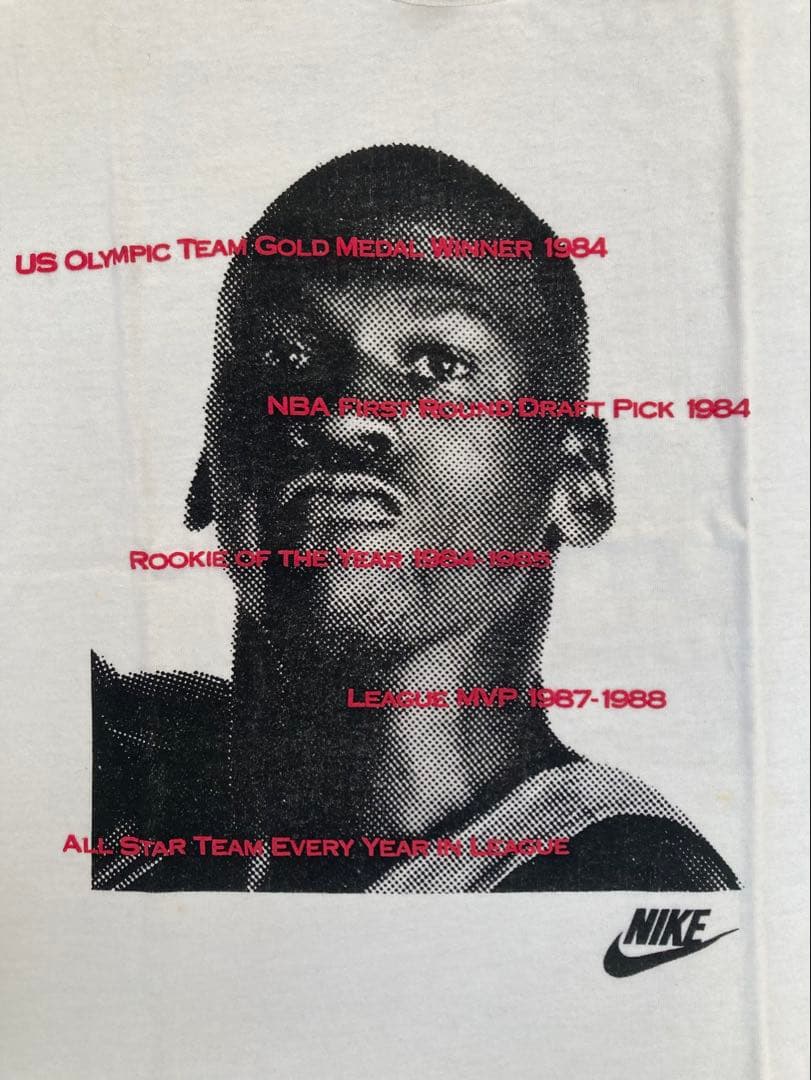 US OLYMPIC TEAM GOLD MEDAL WINNER 1984
NBA FIRST ROUND DRAFT PICK 1984
ROOKIE OF THE YEAR 1984-1985
LEAGUE MVP 1987-1988
ALL STAR TEAM EVERY YEAR IN LEAGUE
NIKE